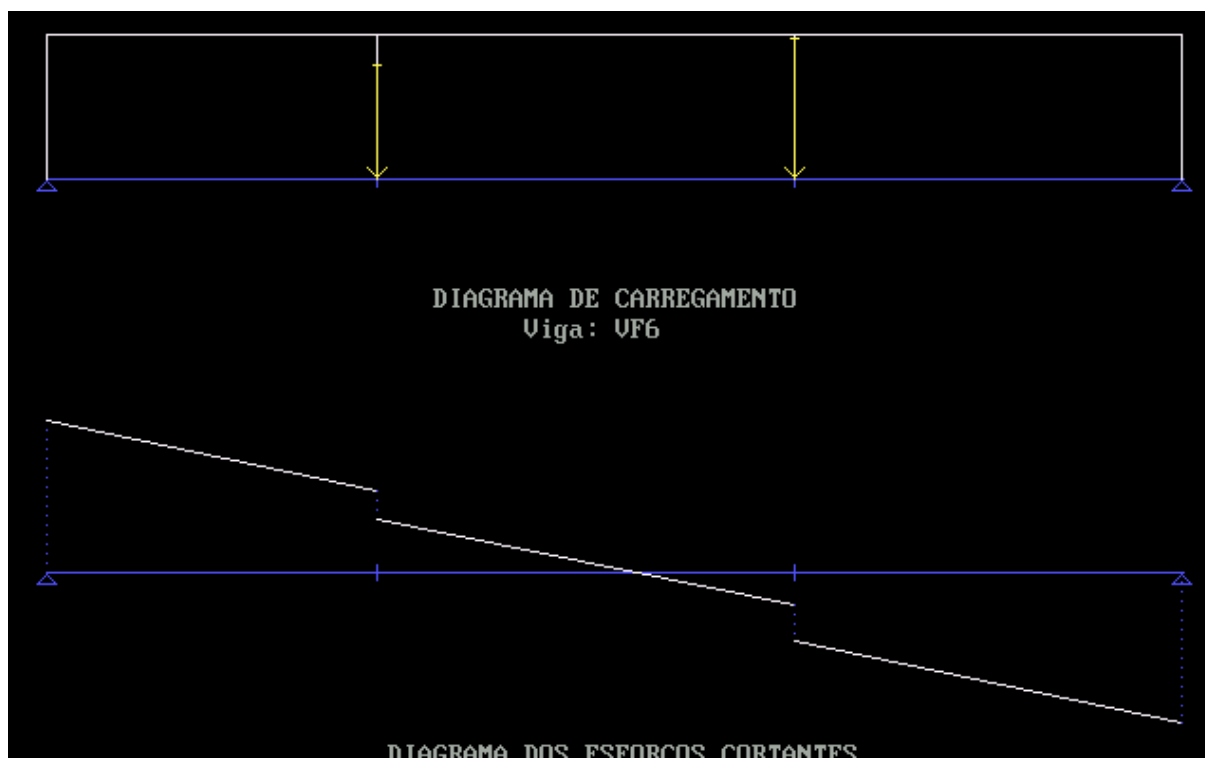 DIAGRAMA DE CARREGAMENTO
Viga: VF6
DIAGRAMA DOS ESFORCOS CORTANTES